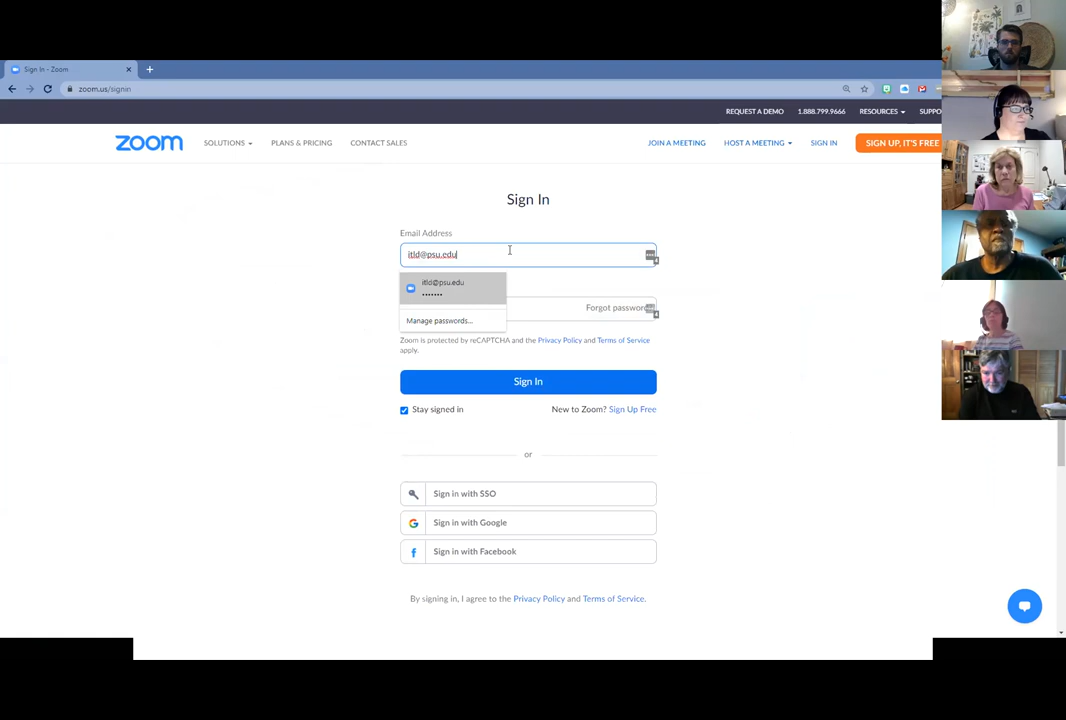 Sign In - Zoom
zoom.us/signin
REQUEST A DEMO 1.888.799.9666 RESOURCES SUPPO
zoom SOLUTIONS PLANS & PRICING CONTACT SALES JOIN A MEETING HOST A MEETING SIGN IN SIGN UP, IT'S FREE
Sign In
Email Address
itld@psu.edu
itld@psu.edu
•••••••
Forgot password
Manage passwords...
Zoom is protected by reCAPTCHA and the Privacy Policy and Terms of Service
apply.
Sign In
Stay signed in New to Zoom? Sign Up Free
or
Sign in with SSO
Sign in with Google
Sign in with Facebook
By signing in, I agree to the Privacy Policy and Terms of Service.